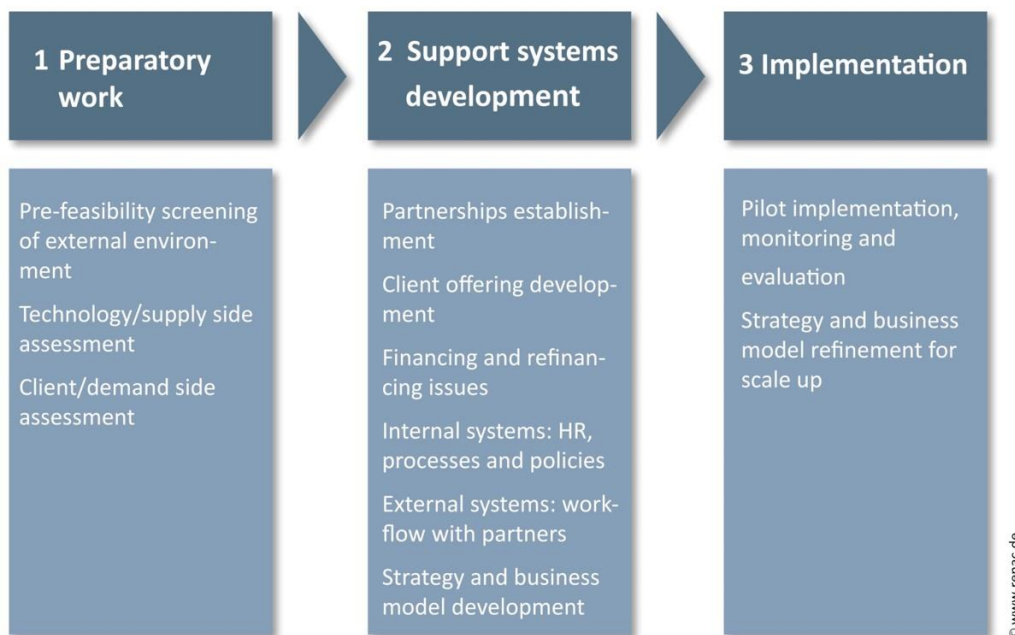 1 Preparatory
work
Pre-feasibility screening
of external environ-
ment
Technology/supply side
assessment
Client/demand side
assessment
2 Support systems
development
Partnerships establish-
ment
Client offering develop-
ment
Financing and refinan-
cing issues
Internal systems: HR,
processes and policies
External systems: work-
flow with partners
Strategy and business
model development
3 Implementation
Pilot implementation,
monitoring and
evaluation
Strategy and business
model refinement for
scale up
© www.renac.de